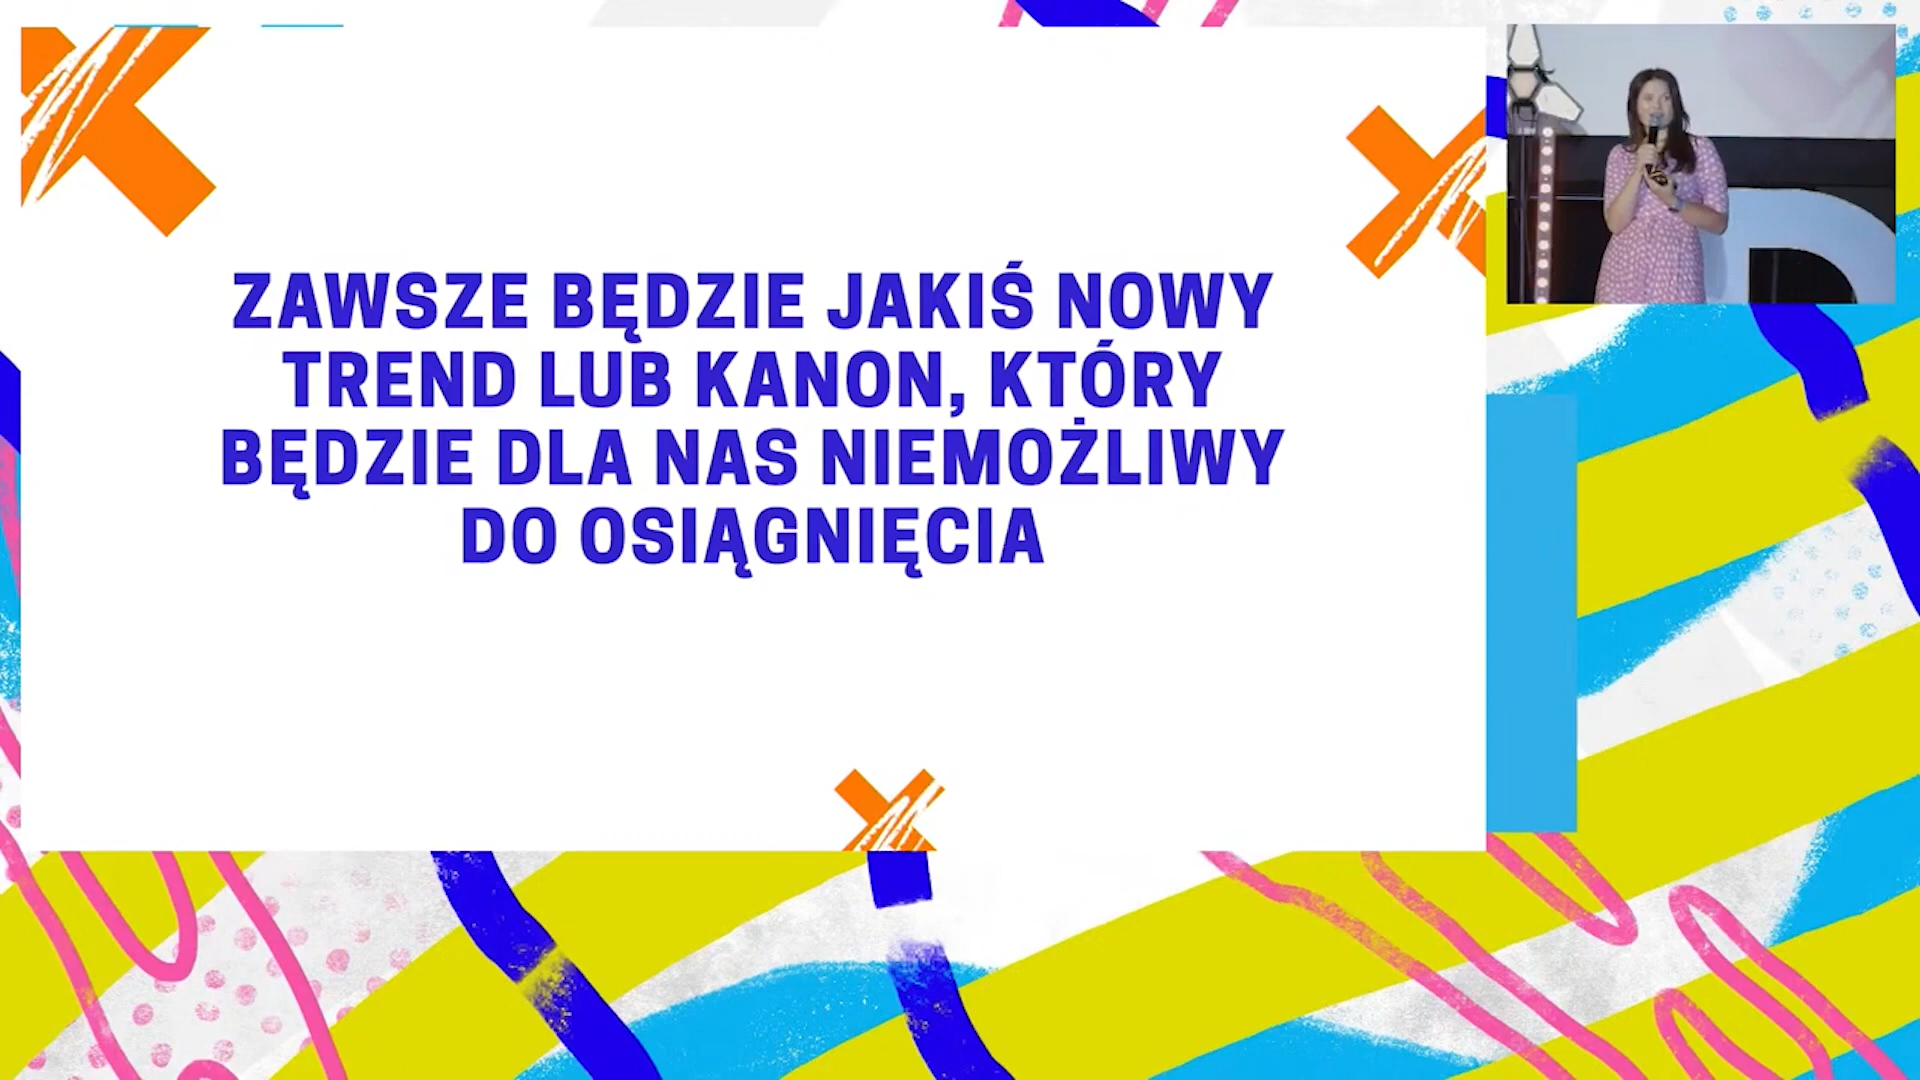 ZAWSZE BĘDZIE JAKIŚ NOWY
TREND LUB KANON, KTÓRY
BĘDZIE DLA NAS NIEMOŻLIWY
DO OSIĄGNIĘCIA